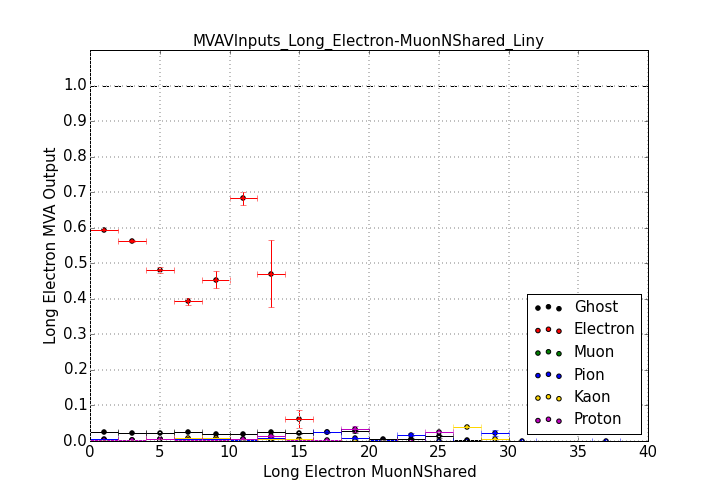 MVAVInputs_Long_Electron-MuonNShared_Liny
1.0
0.9
0.8
0.7
0.6
0.5
0.4
0.3
0.2
0.1
0.0
Long Electron MVA Output
Ghost
Electron
Muon
Pion
Kaon
Proton
0 5 10 15 20 25 30 35 40
Long Electron MuonNShared